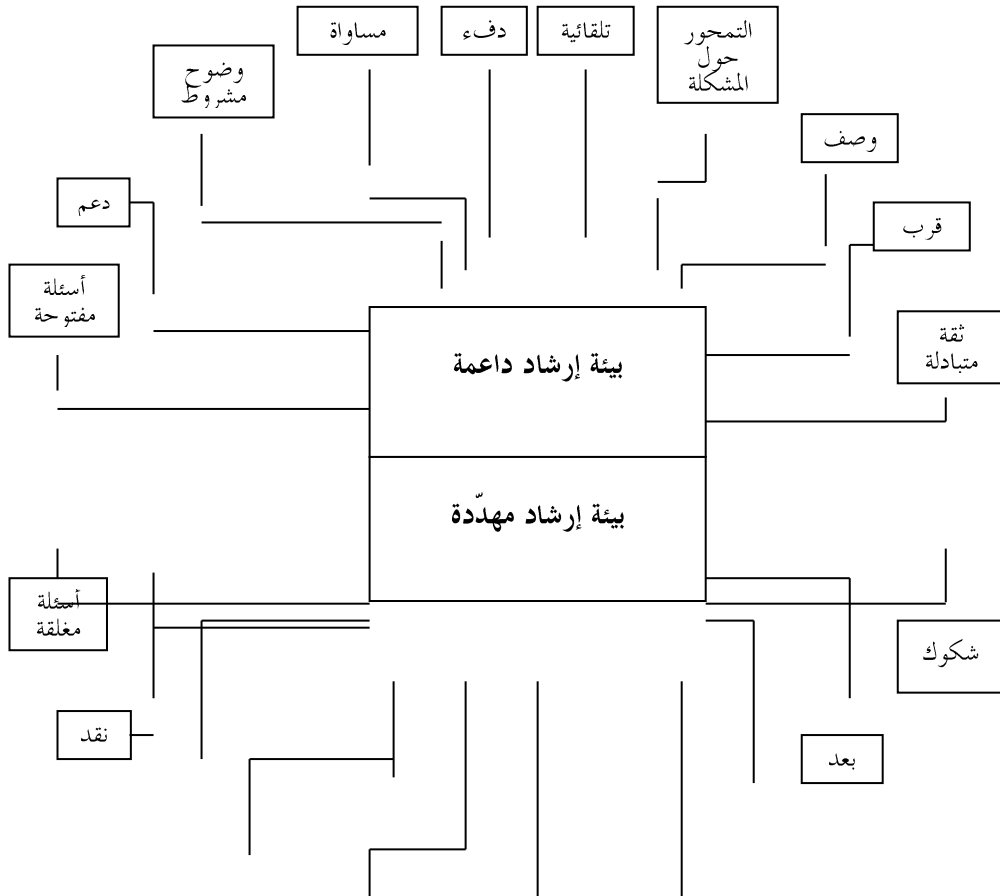 التمحور
حول
المشكلة
تلقائية
دفء
مساواة
وضوح
مشروط
وصف
دعم
قرب
أسئلة
مفتوحة
ثقة
متبادلة
بيئة إرشاد داعمة
بيئة إرشاد مهدّدة
أسئلة
مغلقة
شكوك
نقد
بعد